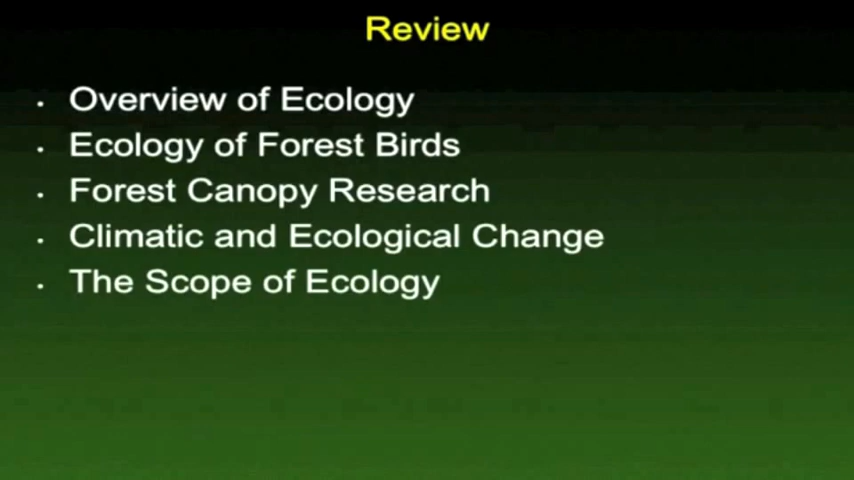 Review
· Overview of Ecology
· Ecology of Forest Birds
· Forest Canopy Research
· Climatic and Ecological Change
· The Scope of Ecology